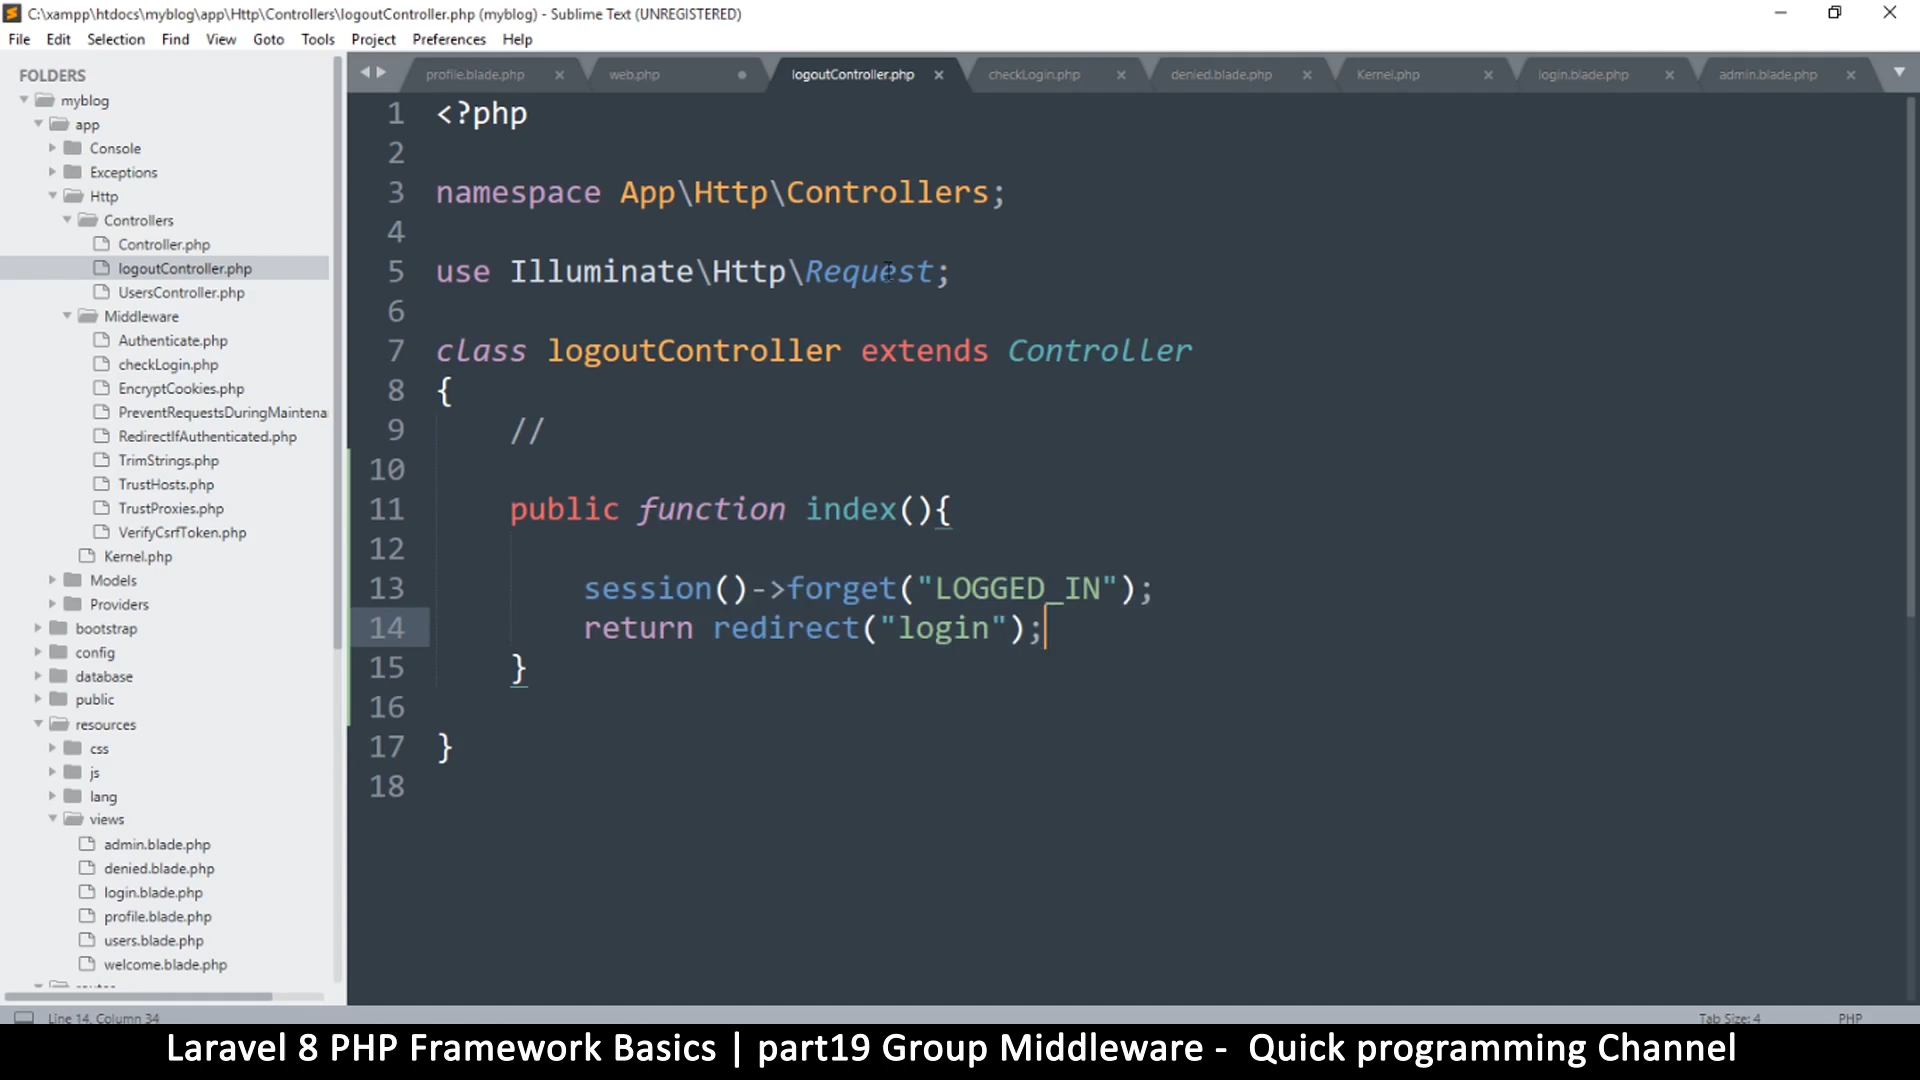 C:\xampp\htdocs\myblog\app\Http\Controllers\logoutController.php (myblog) - Sublime Text (UNREGISTERED)
File Edit Selection Find View Goto Tools Project Preferences Help
FOLDERS
myblog
app
Console
Exceptions
Http
Controllers
Controller.php
logoutController.php
UsersController.php
Middleware
Authenticate.php
checkLogin.php
EncryptCookies.php
PreventRequestsDuringMaintena
RedirectIfAuthenticated.php
TrimStrings.php
TrustHosts.php
TrustProxies.php
VerifyCsrfToken.php
Kernel.php
Models
Providers
bootstrap
config
database
public
resources
css
js
lang
views
admin.blade.php
denied.blade.php
login.blade.php
profile.blade.php
users.blade.php
welcome.blade.php
profile.blade.php web.php logoutController.php checkLogin.php denied.blade.php Kernel.php login.blade.php admin.blade.php
1 <?php
2
3 namespace App\Http\Controllers;
4
5 use Illuminate\Http\Request;
6
7 class logoutController extends Controller
8 {
9 //
10
11 public function index(){
12
13 session()->forget("LOGGED_IN");
14 return redirect("login");
15 }
16
17 }
18
Line 14, Column 34 Tab Size: 4 PHP
Laravel 8 PHP Framework Basics | part19 Group Middleware - Quick programming Channel